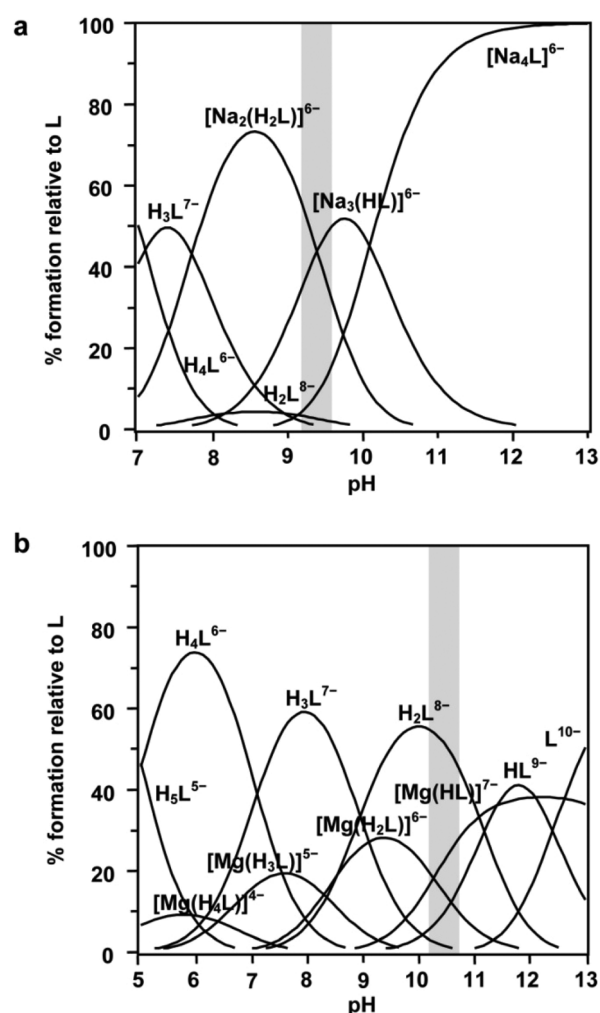 a
% formation relative to L
100
80
60
40
20
0
[Na₄L]⁶⁻
[Na₂(H₂L)]⁶⁻
[Na₃(HL)]⁶⁻
H₃L⁷⁻
H₄L⁶⁻
H₂L⁸⁻
7 8 9 10 11 12 13
pH
b
% formation relative to L
100
80
60
40
20
0
H₄L⁶⁻
H₃L⁷⁻
H₂L⁸⁻
L¹⁰⁻
HL⁹⁻
H₅L⁵⁻
[Mg(HL)]⁷⁻
[Mg(H₂L)]⁶⁻
[Mg(H₃L)]⁵⁻
[Mg(H₄L)]⁴⁻
5 6 7 8 9 10 11 12 13
pH